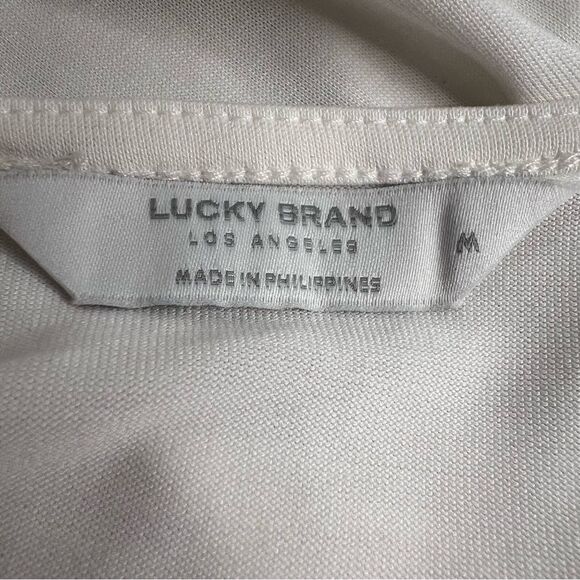 LUCKY BRAND
LOS ANGELES
MADE IN PHILIPPINES
M